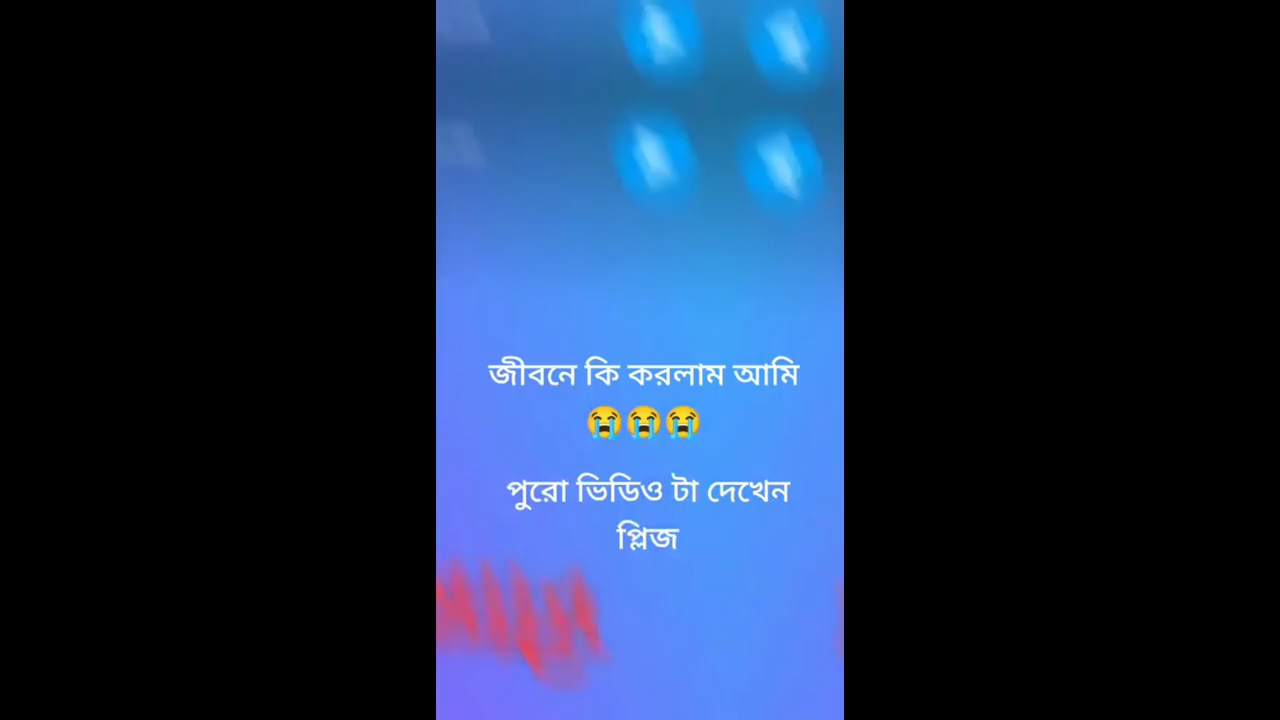 জীবনে কি করলাম আমি
😭😭😭
পুরো ভিডিও টা দেখেন
প্লিজ